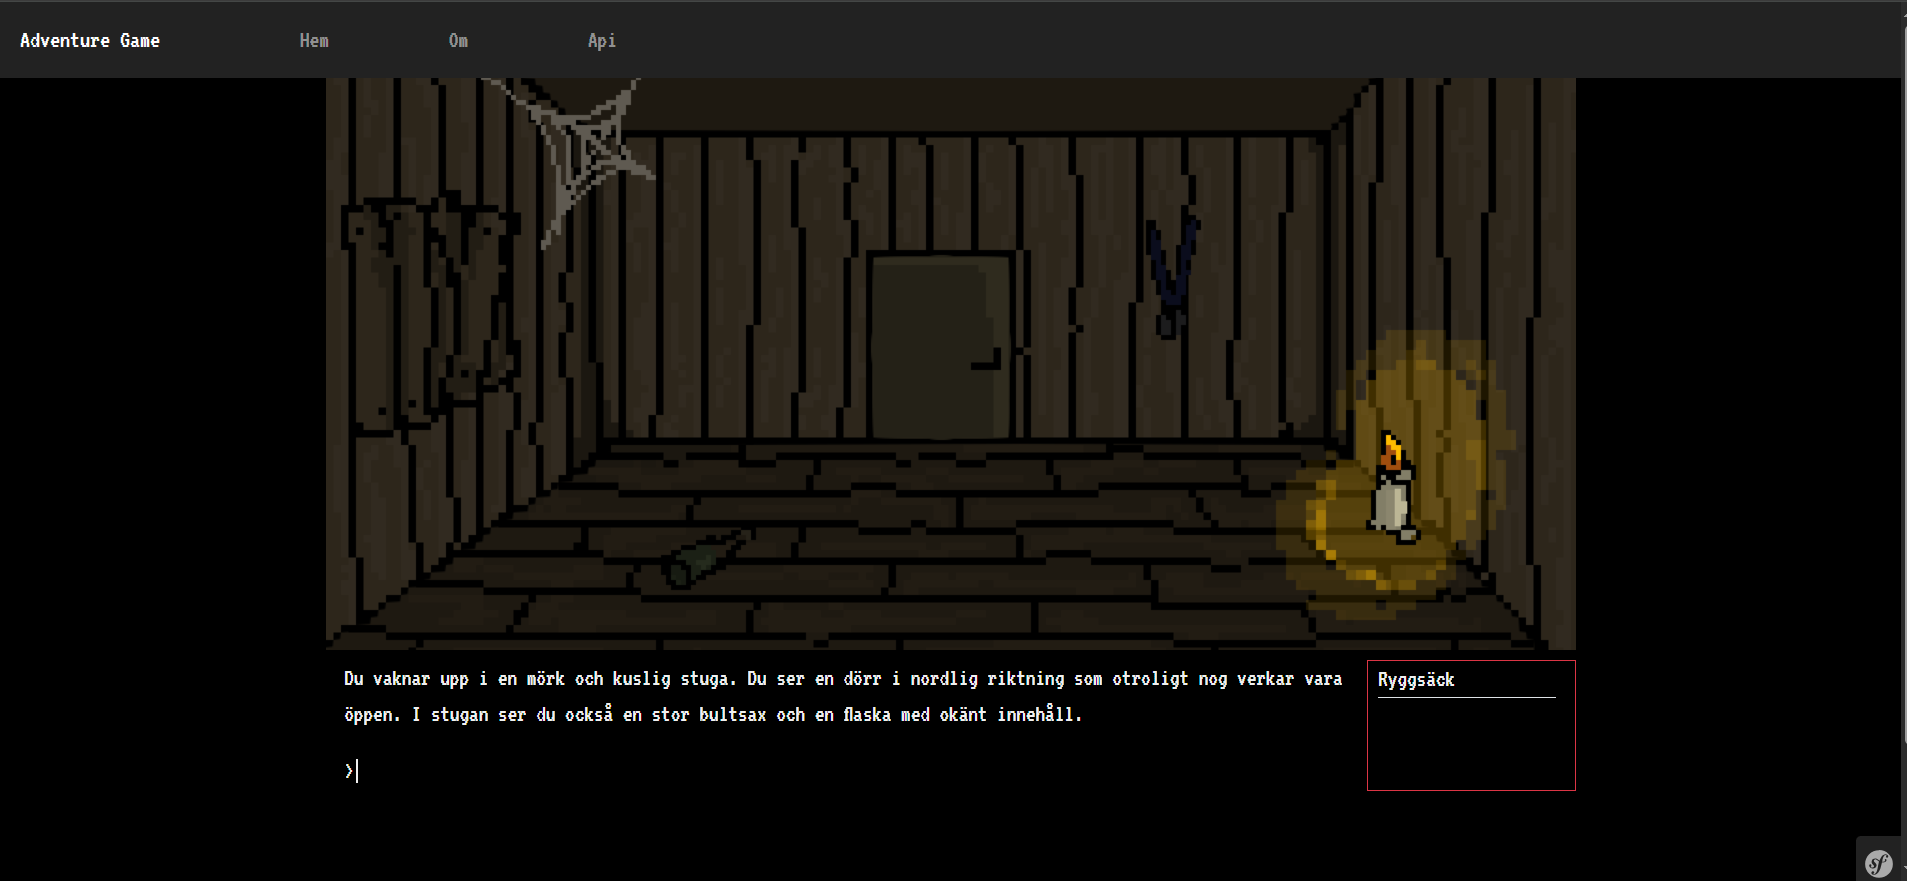 Adventure Game Hem Om Api
Du vaknar upp i en mörk och kuslig stuga. Du ser en dörr i nordlig riktning som otroligt nog verkar vara
öppen. I stugan ser du också en stor bultsax och en flaska med okänt innehåll.
Ryggsäck
>
sf